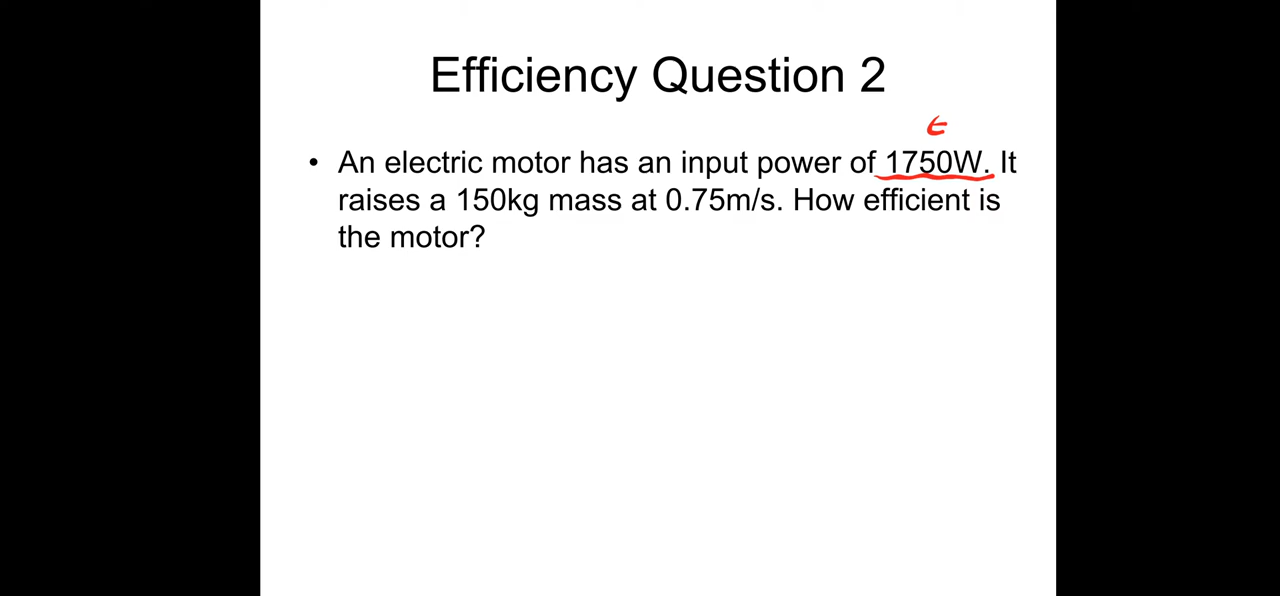 Efficiency Question 2
E
• An electric motor has an input power of 1750W. It
raises a 150kg mass at 0.75m/s. How efficient is
the motor?